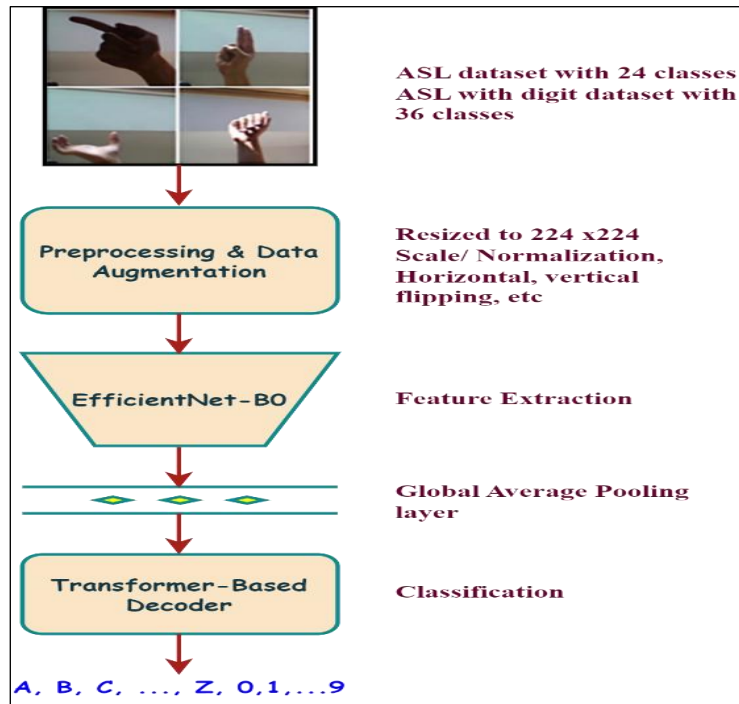 ASL dataset with 24 classes
ASL with digit dataset with
36 classes
Preprocessing & Data
Augmentation
Resized to 224 x224
Scale/ Normalization,
Horizontal, vertical
flipping, etc
EfficientNet-B0
Feature Extraction
Global Average Pooling
layer
Transformer-Based
Decoder
Classification
A, B, C, ..., Z, 0,1,...9